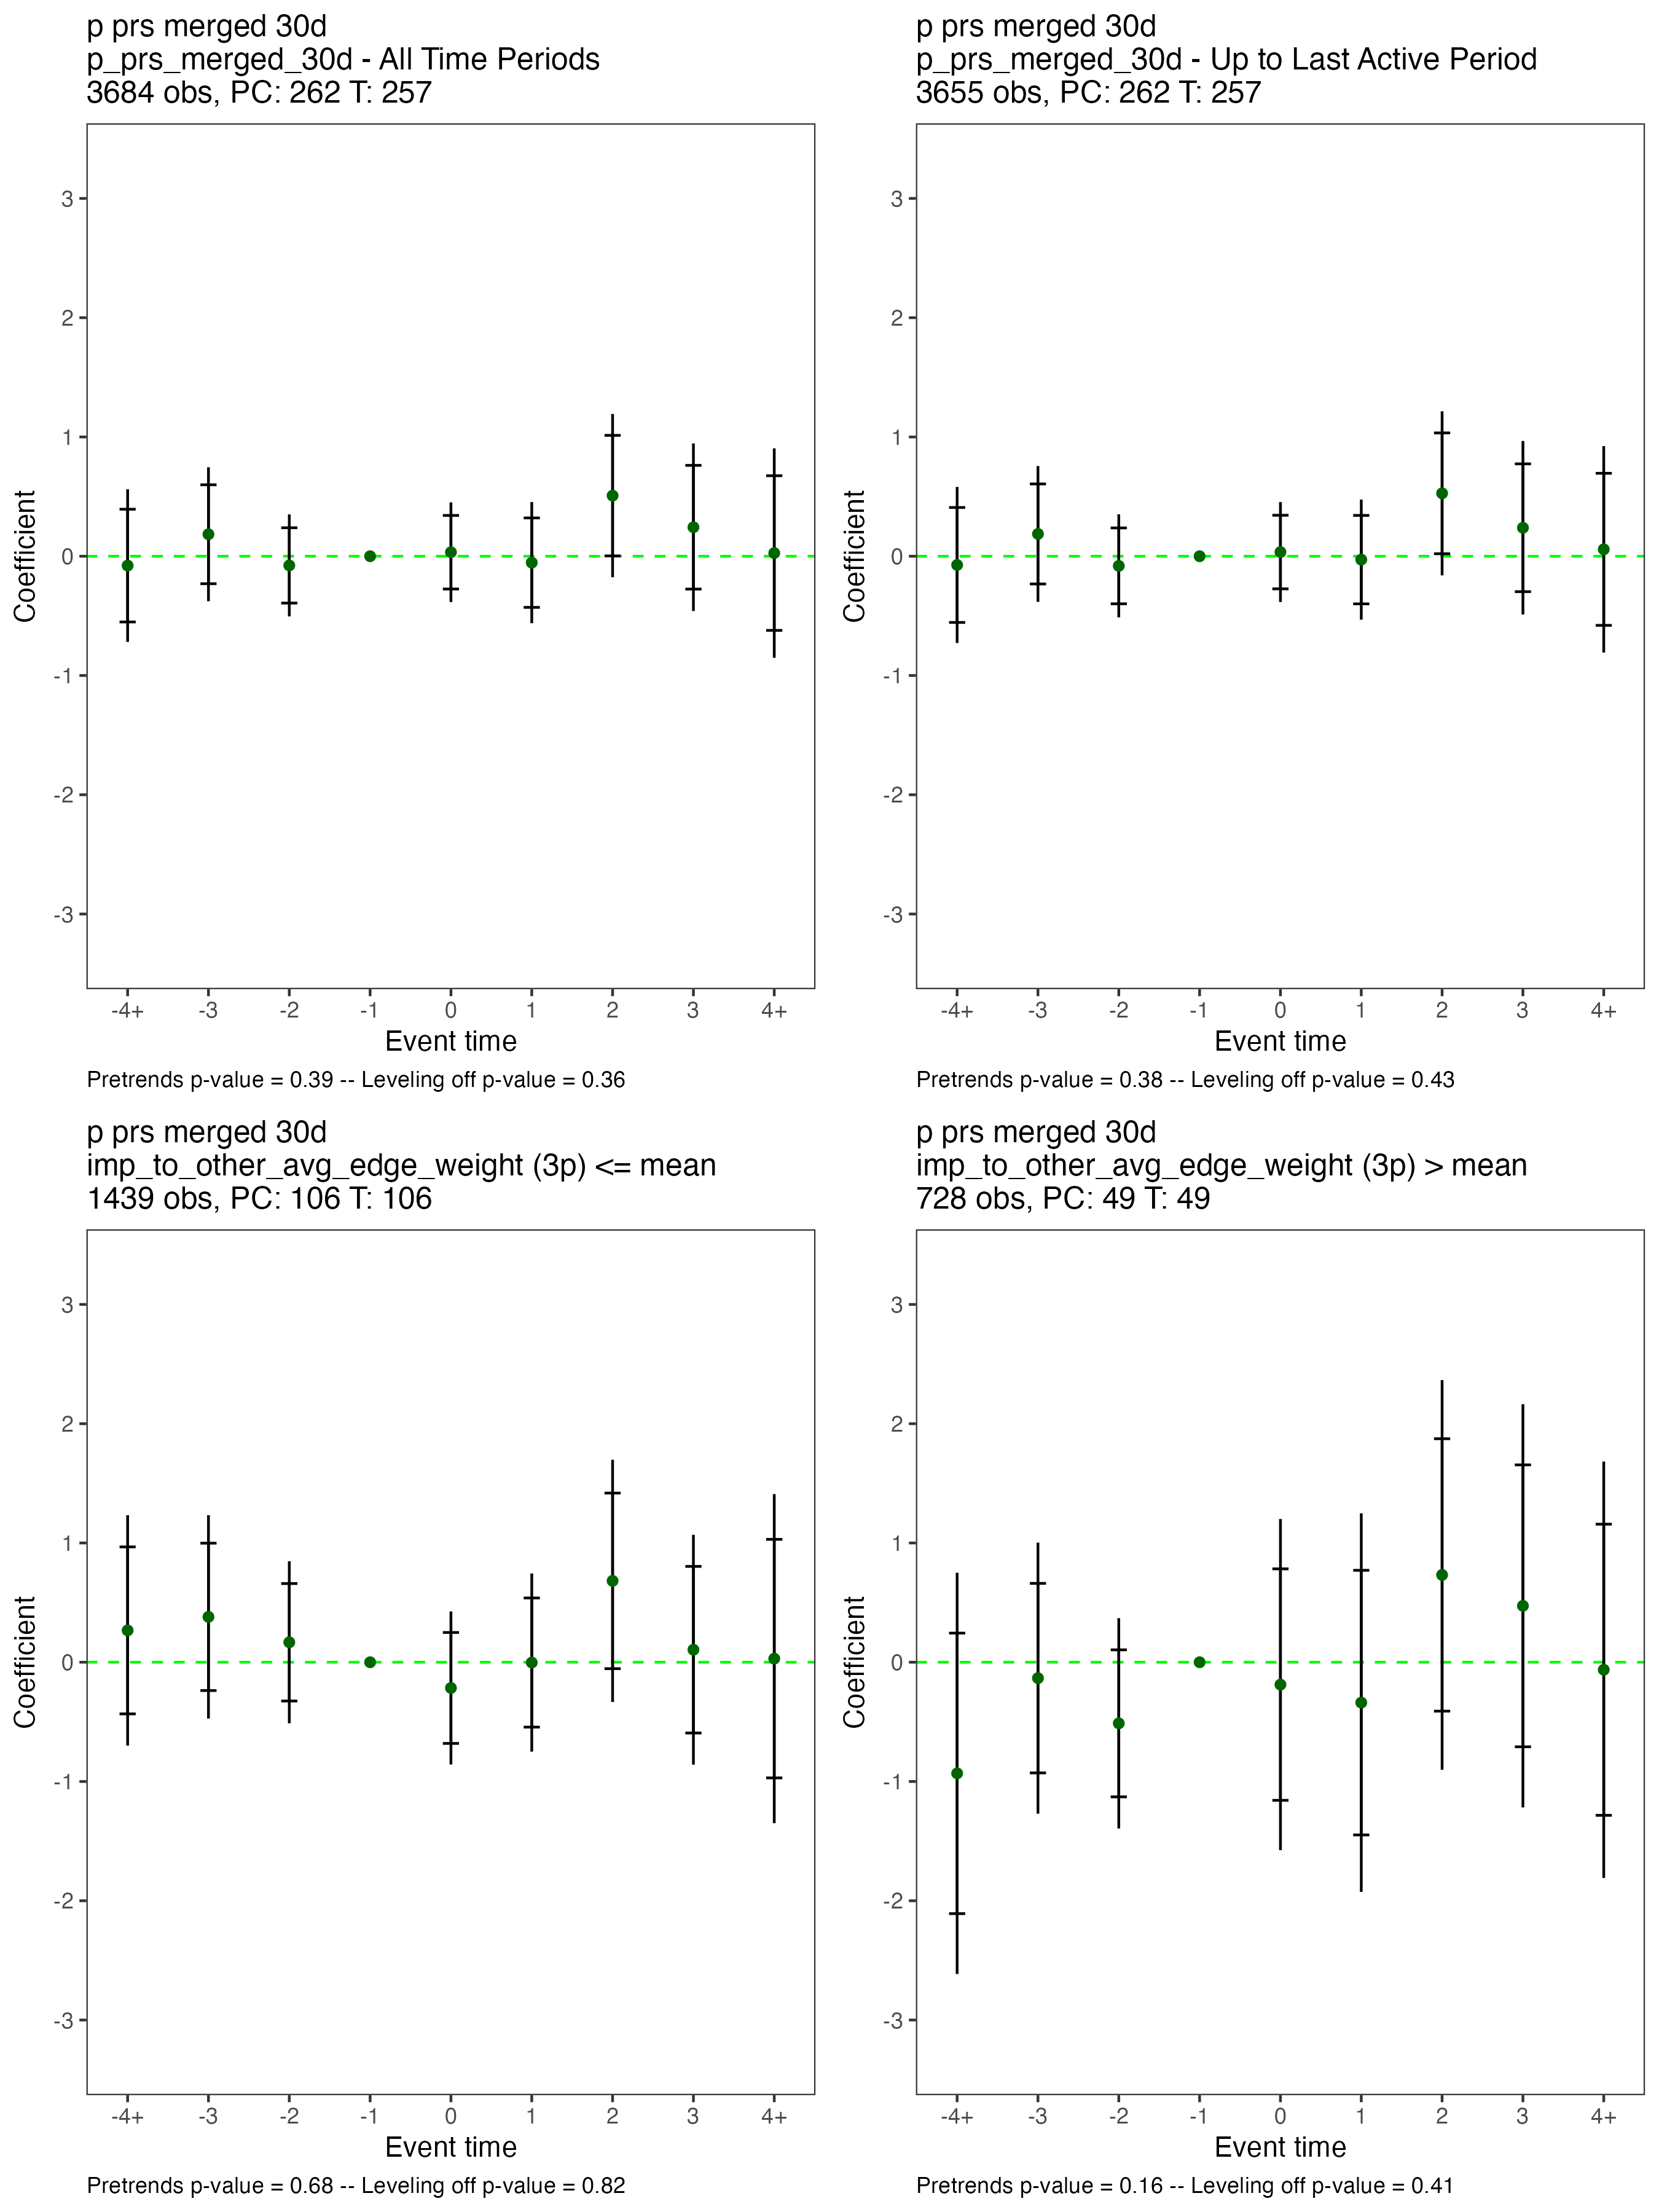 p prs merged 30d
p_prs_merged_30d - All Time Periods
3684 obs, PC: 262 T: 257
3
2
1
0
-1
-2
-3
Coefficient
-4+ -3 -2 -1 0 1 2 3 4+
Event time
Pretrends p-value = 0.39 -- Leveling off p-value = 0.36
p prs merged 30d
p_prs_merged_30d - Up to Last Active Period
3655 obs, PC: 262 T: 257
3
2
1
0
-1
-2
-3
Coefficient
-4+ -3 -2 -1 0 1 2 3 4+
Event time
Pretrends p-value = 0.38 -- Leveling off p-value = 0.43
p prs merged 30d
imp_to_other_avg_edge_weight (3p) <= mean
1439 obs, PC: 106 T: 106
3
2
1
0
-1
-2
-3
Coefficient
-4+ -3 -2 -1 0 1 2 3 4+
Event time
Pretrends p-value = 0.68 -- Leveling off p-value = 0.82
p prs merged 30d
imp_to_other_avg_edge_weight (3p) > mean
728 obs, PC: 49 T: 49
3
2
1
0
-1
-2
-3
Coefficient
-4+ -3 -2 -1 0 1 2 3 4+
Event time
Pretrends p-value = 0.16 -- Leveling off p-value = 0.41